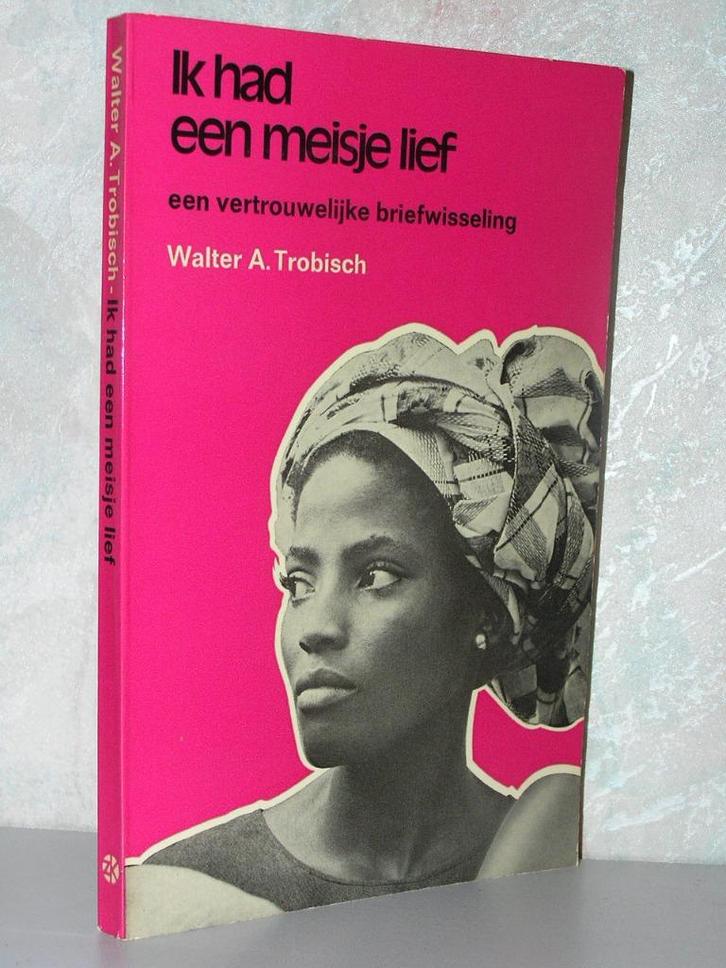 Ik had
een meisje lief
een vertrouwelijke briefwisseling
Walter A. Trobisch
Walter A. Trobisch - Ik had een meisje lief